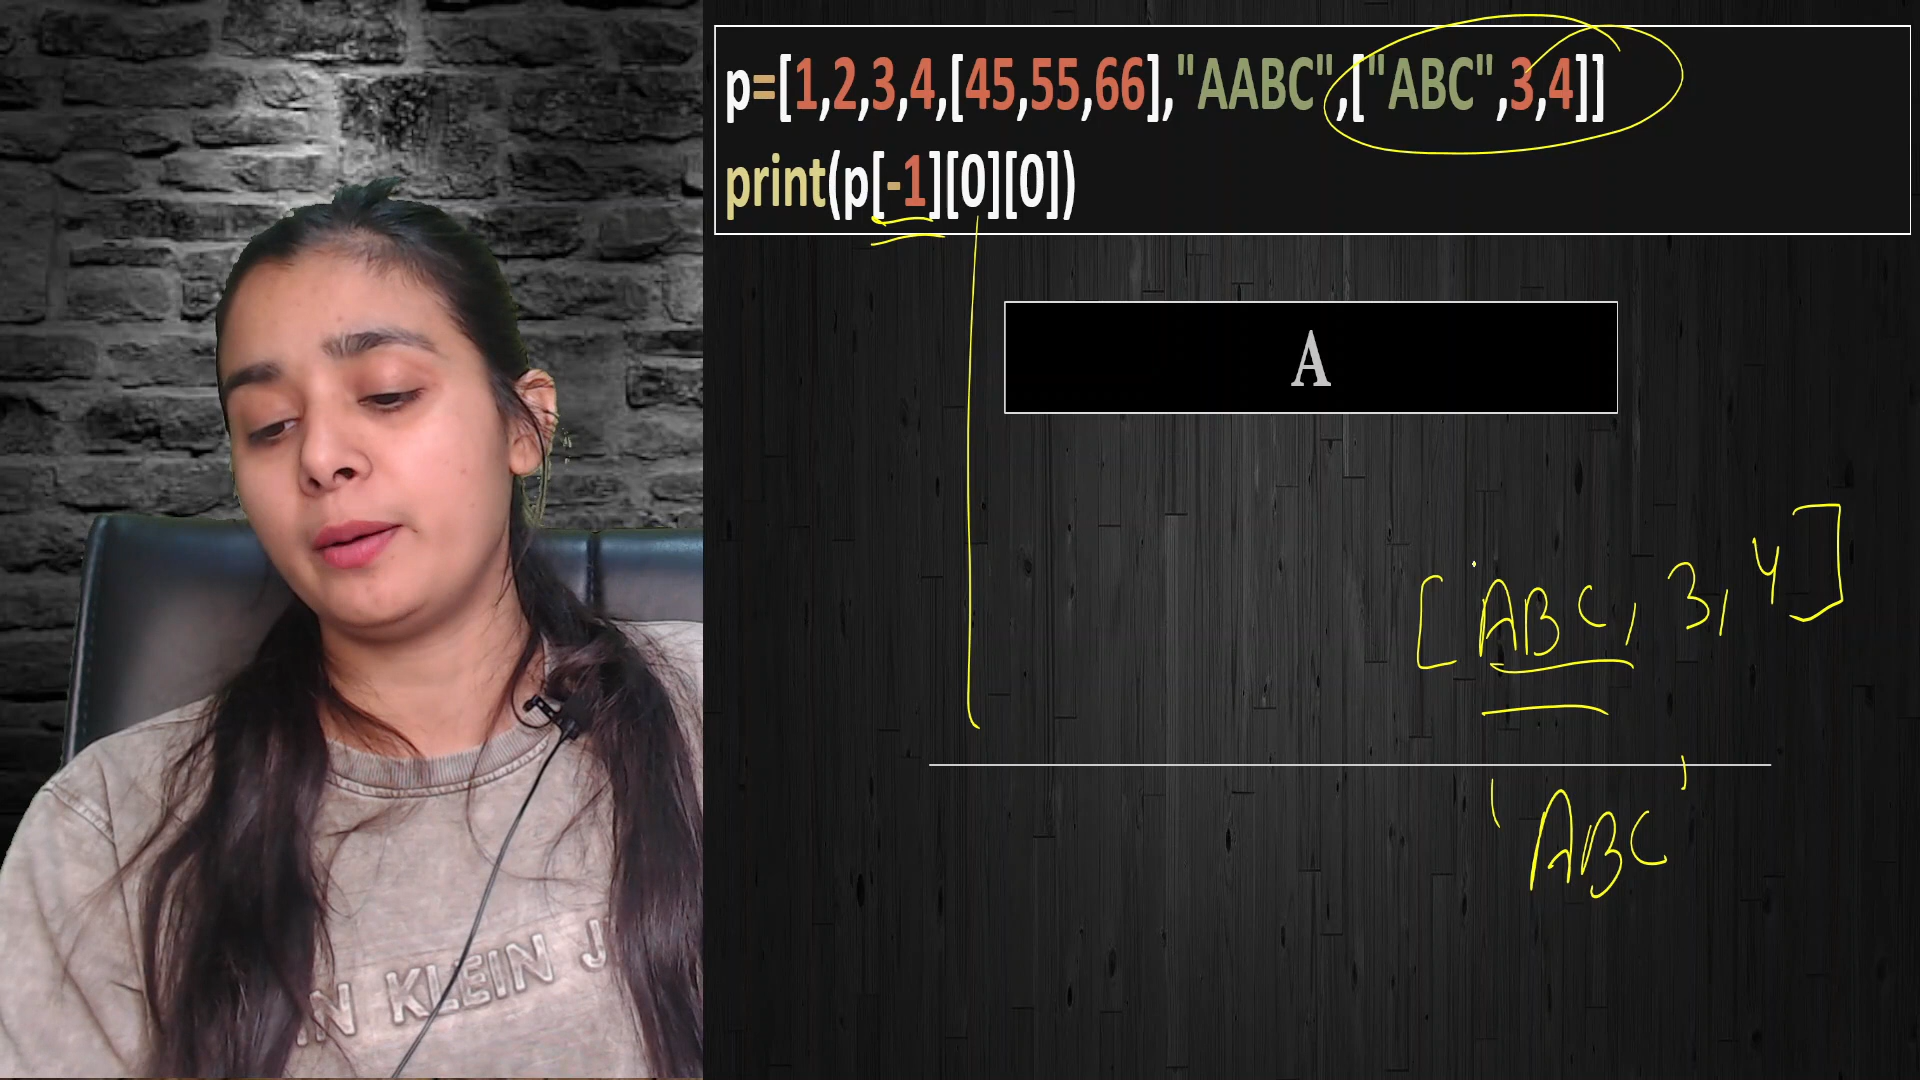 p=[1,2,3,4,[45,55,66],"AABC",["ABC",3,4]]
print(p[-1][0][0])
A
[ABC, 3, 4]
'ABC'
IN KLEIN J